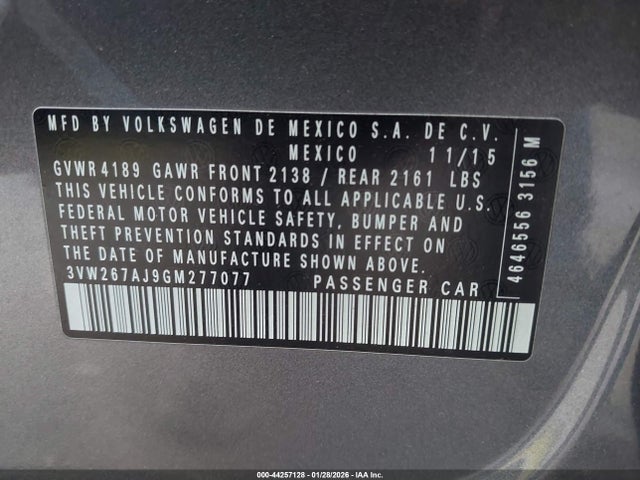 MFD BY VOLKSWAGEN DE MEXICO S.A. DE C.V.
MEXICO 11/15
GVWR 4189 GAWR FRONT 2138 / REAR 2161 LBS
THIS VEHICLE CONFORMS TO ALL APPLICABLE U.S.
FEDERAL MOTOR VEHICLE SAFETY, BUMPER AND
THEFT PREVENTION STANDARDS IN EFFECT ON
THE DATE OF MANUFACTURE SHOWN ABOVE.
3VW267AJ9GM277077 PASSENGER CAR
4646556 3156 M
000-44257128 - 01/28/2026 - IAA Inc.